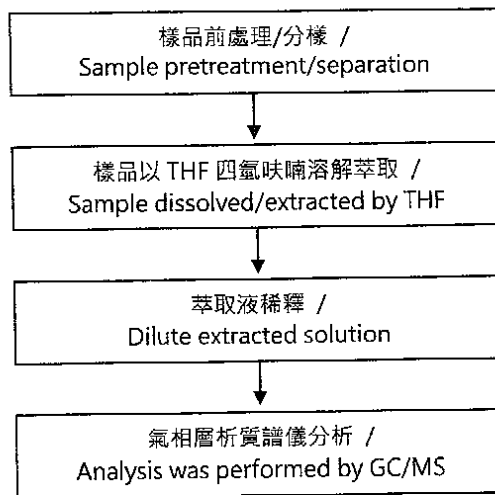 樣品前處理/分樣 /
Sample pretreatment/separation
樣品以 THF 四氫呋喃溶解萃取 /
Sample dissolved/extracted by THF
萃取液稀釋 /
Dilute extracted solution
氣相層析質譜儀分析 /
Analysis was performed by GC/MS